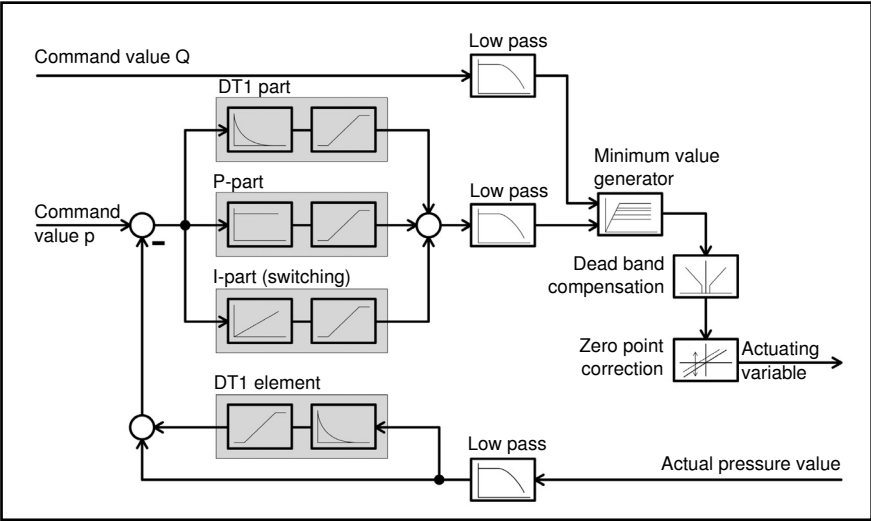 Low pass
Command value Q
DT1 part
Minimum value
generator
P-part
Low pass
Command
value p
I-part (switching)
Dead band
compensation
Zero point
correction
Actuating
variable
DT1 element
Low pass
Actual pressure value